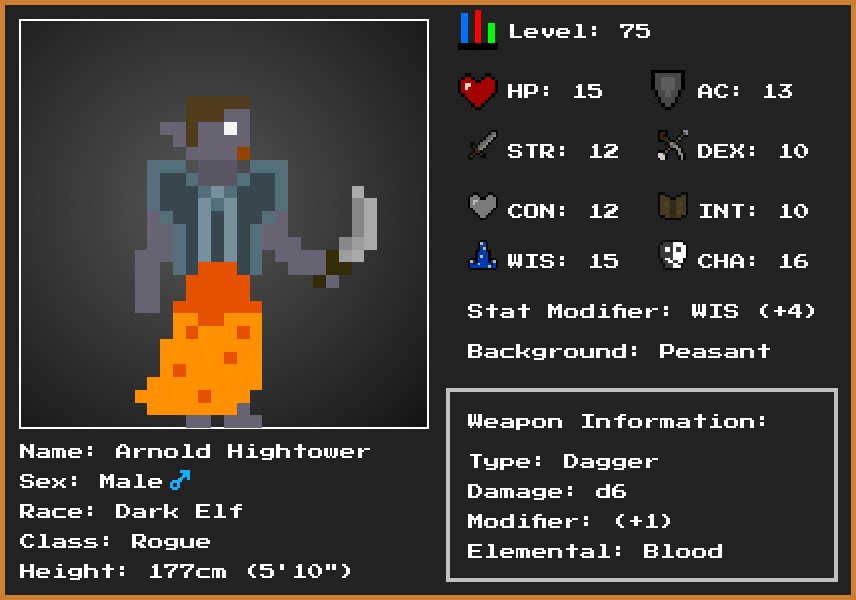 Level: 75
HP: 15 AC: 13
STR: 12 DEX: 10
CON: 12 INT: 10
WIS: 15 CHA: 16
Stat Modifier: WIS (+4)
Background: Peasant
Weapon Information:
Type: Dagger
Damage: d6
Modifier: (+1)
Elemental: Blood
Name: Arnold Hightower
Sex: Male ♂
Race: Dark Elf
Class: Rogue
Height: 177cm (5'10")